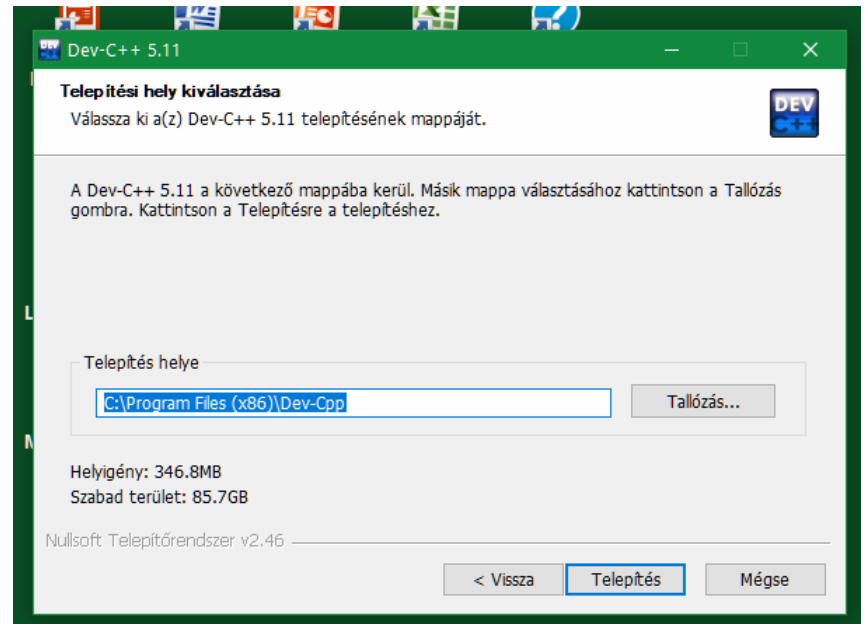 Dev-C++ 5.11
Telepítési hely kiválasztása
Válassza ki a(z) Dev-C++ 5.11 telepítésének mappáját.
DEV
C++
A Dev-C++ 5.11 a következő mappába kerül. Másik mappa választásához kattintson a Tallózás
gombra. Kattintson a Telepítésre a telepítéshez.
Telepítés helye
C:\Program Files (x86)\Dev-Cpp
Tallózás...
Helyigény: 346.8MB
Szabad terület: 85.7GB
Nullsoft Telepítőrendszer v2.46
< Vissza
Telepítés
Mégse